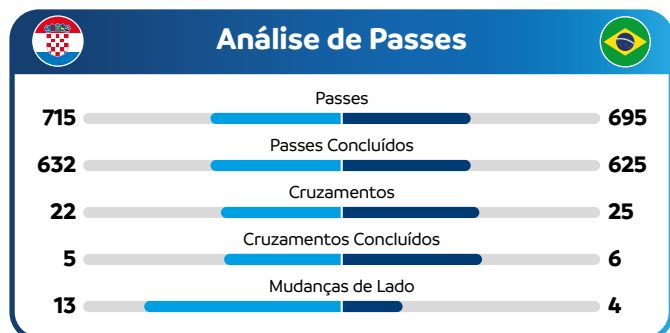 Análise de Passes
Passes
715 695
Passes Concluídos
632 625
Cruzamentos
22 25
Cruzamentos Concluídos
5 6
Mudanças de Lado
13 4